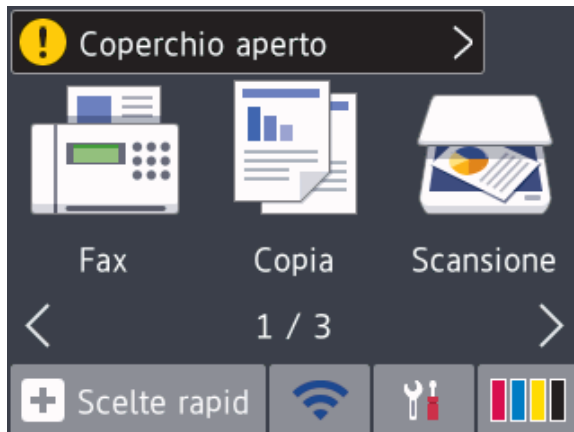 Coperchio aperto
Fax
Copia
Scansione
1 / 3
Scelte rapid